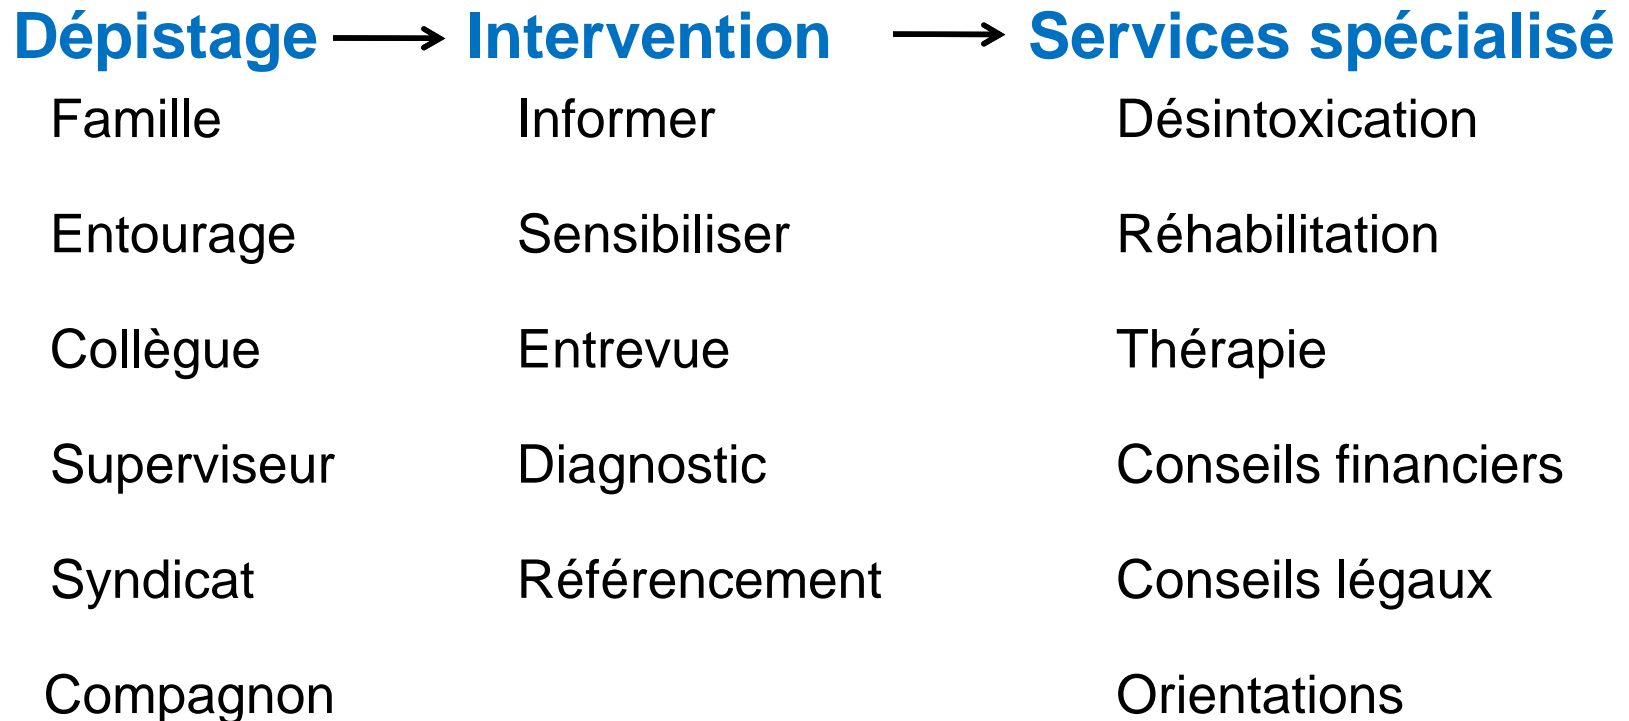 Dépistage → Intervention → Services spécialisé
Famille Informer Désintoxication
Entourage Sensibiliser Réhabilitation
Collègue Entrevue Thérapie
Superviseur Diagnostic Conseils financiers
Syndicat Référencement Conseils légaux
Compagnon Orientations